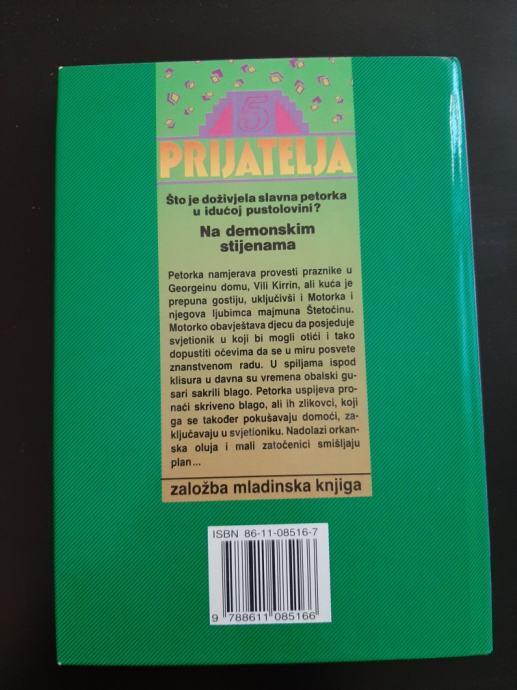 5
PRIJATELJA
Što je doživjela slavna petorka
u idućoj pustolovini?
Na demonskim
stijenama
Petorka namjerava provesti praznike u
Georgeinu domu, Vili Kirrin, ali kuća je
prepuna gostiju, uključivši i Motorka i
njegova ljubimca majmuna Štetočinu.
Motorko obavještava djecu da posjeduje
svjetionik u koji bi mogli otići i tako
dopustiti očevima da se u miru posvete
znanstvenom radu. U spiljama ispod
klisura u davna su vremena obalski gu-
sari sakrili blago. Petorka uspijeva pro-
naći skriveno blago, ali ih zlikovci, koji
ga se također pokušavaju domoći, za-
ključavaju u svjetioniku. Nadolazi orkan-
ska oluja i mali zatočenici smišljaju
plan...
založba mladinska knjiga
ISBN 86-11-08516-7
9 788611 085166